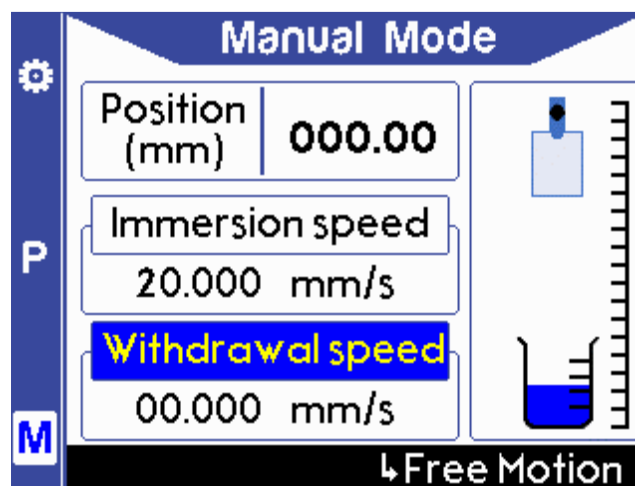 Manual Mode
Position
(mm)
000.00
Immersion speed
20.000 mm/s
P
Withdrawal speed
00.000 mm/s
M
↳Free Motion